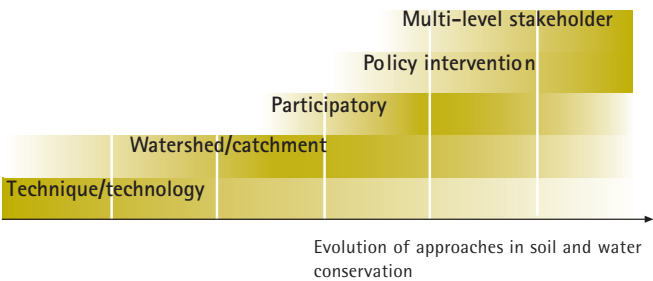 Multi-level stakeholder
Policy intervention
Participatory
Watershed/catchment
Technique/technology
Evolution of approaches in soil and water
conservation